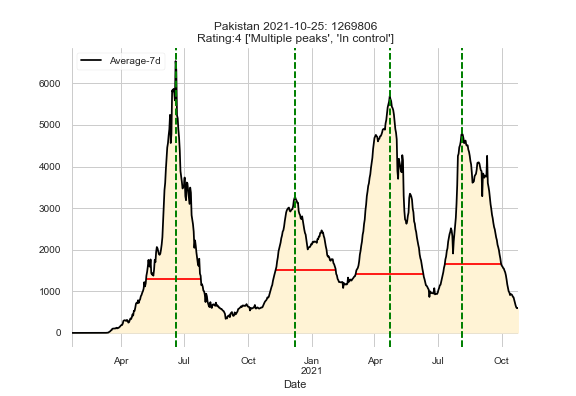 Pakistan 2021-10-25: 1269806
Rating:4 ['Multiple peaks', 'In control']
Average-7d
6000
5000
4000
3000
2000
1000
0
Apr
Jul
Oct
Jan
2021
Apr
Jul
Oct
Date